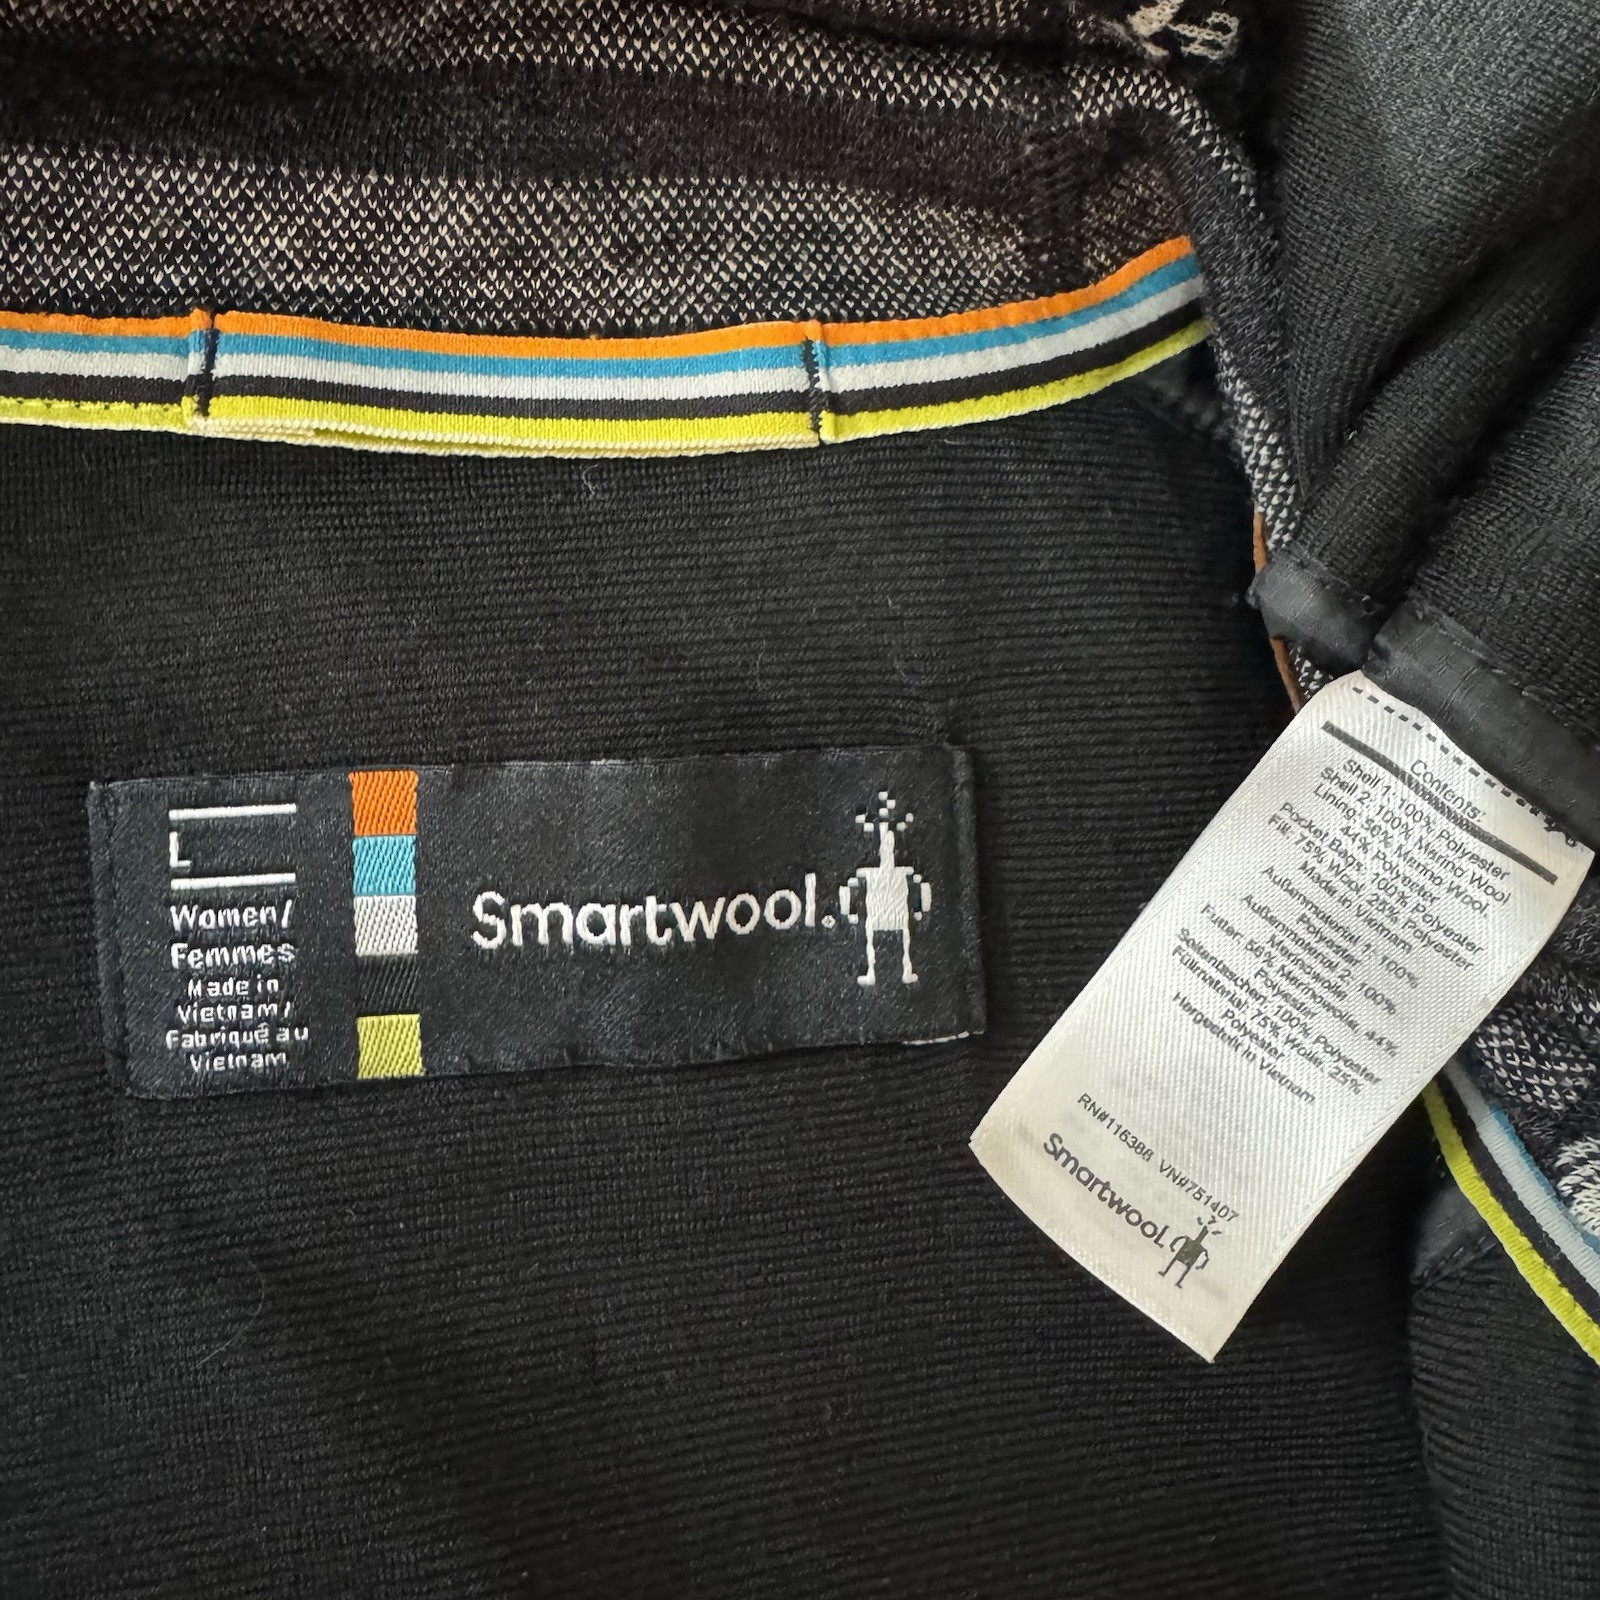 L
Women/
Femmes
Made in
Vietnam/
Fabriqué au
Vietnam
Smartwool.
Contents:
Shell 1: 100% Polyester
Shell 2: 100% Merino Wool
Lining: 56% Merino Wool,
44% Polyester
Pocket Bags: 100% Polyester
Fill: 75% Wool, 25% Polyester
Made in Vietnam
Außenmaterial 1: 100%
Polyester
Außenmaterial 2: 100%
Merinowolle
Futter: 56% Merinowolle, 44%
Polyester
100% Polyester
Füllmaterial: 75% Wolle, 25%
Polyester
Hergestellt in Vietnam
RN#116388 VN#751407
Smartwool.